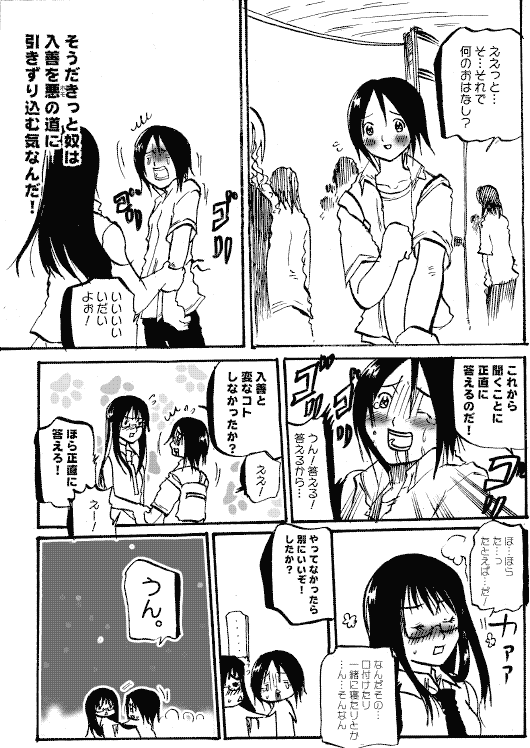 ええっと…
そ…それで
何のおはなし?
そうだきっと奴は
入善を悪の道に
引きずり込む気なんだ!
ゴゴ
ゴゴ
いいいい
いだい
よぉ!
これから
聞くことに
正直に
答えるのだ!
ゴゴ
うん!答える!
答えるから…
入善と
変なコト
しなかったか?
ええ!
ほら正直に
答えろ!
えー!
ほ…ほら
た…っ
たとえば…だ…
カアァ
なんだその…
口付けたり
一緒に寝たりとか
…ん…そんなん
やってなかったら
別にいいぞ!
したか?
うん。